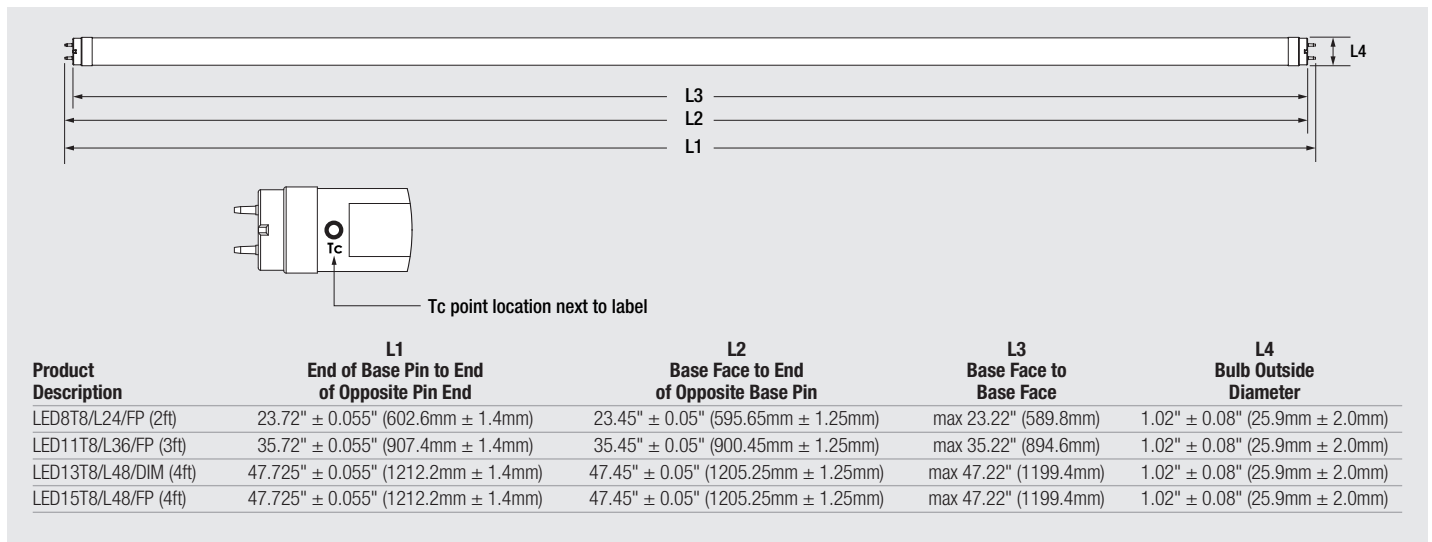 L4
L3
L2
L1
Tc
Tc point location next to label
Product Description
L1 End of Base Pin to End of Opposite Pin End
L2 Base Face to End of Opposite Base Pin
L3 Base Face to Base Face
L4 Bulb Outside Diameter
LED8T8/L24/FP (2ft) 23.72" ± 0.055" (602.6mm ± 1.4mm) 23.45" ± 0.05" (595.65mm ± 1.25mm) max 23.22" (589.8mm) 1.02" ± 0.08" (25.9mm ± 2.0mm)
LED11T8/L36/FP (3ft) 35.72" ± 0.055" (907.4mm ± 1.4mm) 35.45" ± 0.05" (900.45mm ± 1.25mm) max 35.22" (894.6mm) 1.02" ± 0.08" (25.9mm ± 2.0mm)
LED13T8/L48/DIM (4ft) 47.725" ± 0.055" (1212.2mm ± 1.4mm) 47.45" ± 0.05" (1205.25mm ± 1.25mm) max 47.22" (1199.4mm) 1.02" ± 0.08" (25.9mm ± 2.0mm)
LED15T8/L48/FP (4ft) 47.725" ± 0.055" (1212.2mm ± 1.4mm) 47.45" ± 0.05" (1205.25mm ± 1.25mm) max 47.22" (1199.4mm) 1.02" ± 0.08" (25.9mm ± 2.0mm)